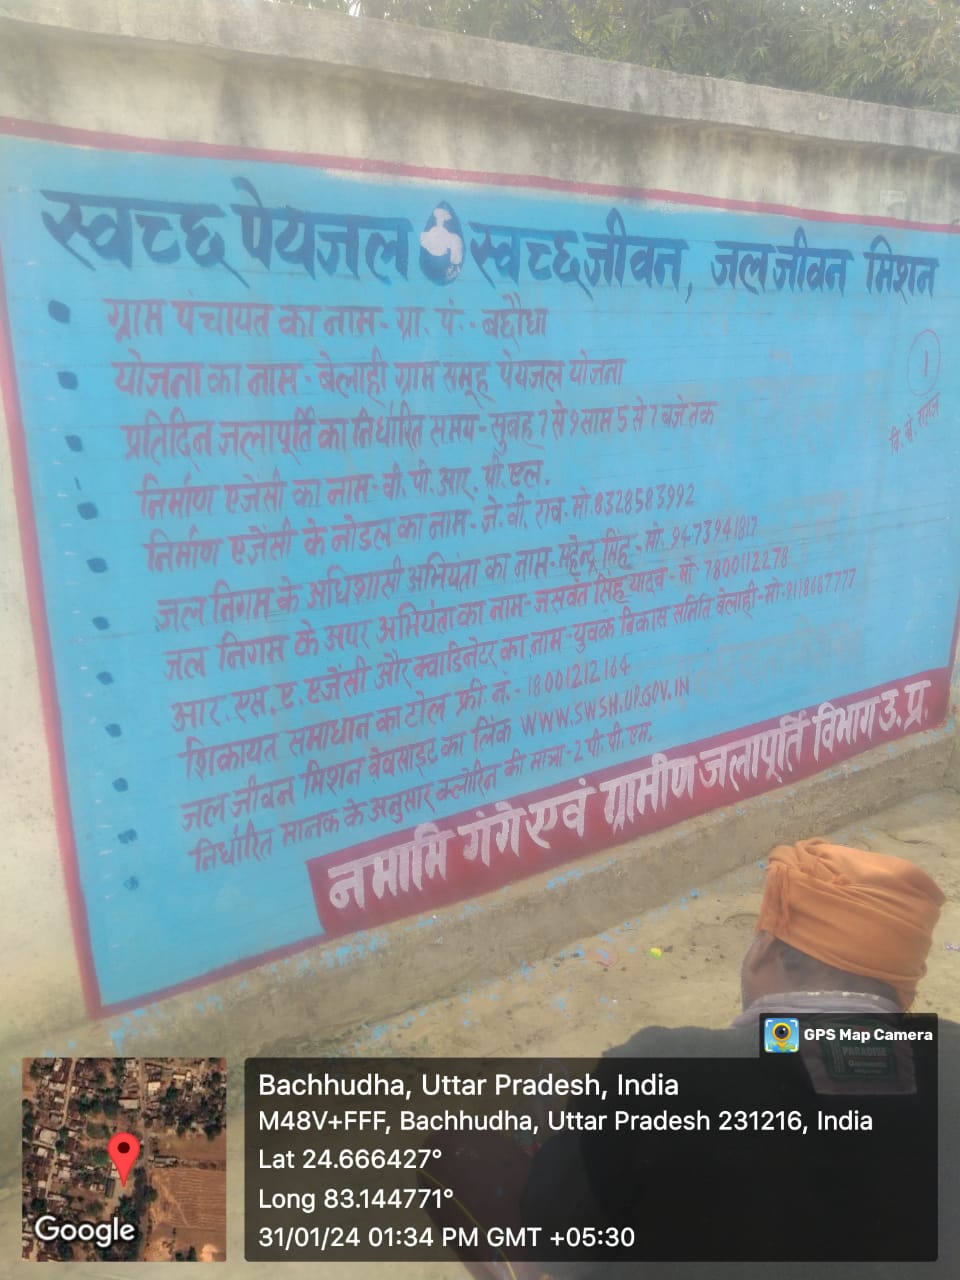 स्वच्छ पेयजल स्वच्छ जीवन, जल जीवन मिशन
ग्राम पंचायत का नाम- ग्रा. पं.- बछौधा
योजना का नाम- बेलाही ग्राम समूह पेयजल योजना
प्रतिदिन जलापूर्ति का निर्धारित समय- सुबह 7 से 9 साम 5 से 7 बजे तक
निर्माण एजेंसी का नाम- बी. पी. आर. पी. एल.
निर्माण एजेंसी के नोडल का नाम- जे. वी. राव. मो. 8328583992
जल निगम के अधिशासी अभियंता का नाम- महेन्द्र सिंह- मो. 9473941817
जल निगम के अपर अभियंता का नाम- जसवंत सिंह यादव- मो- 7800112278
आर. एस. ए. एजेंसी और क्वाडिनेटर का नाम- युवक विकास समिति बेलाही- मो:
शिकायत समाधान का टोल फ्री. नं.- 18001212164
जल जीवन मिशन बेवसाइट का लिंक WWW.SWSM.UP.GOV.IN
निर्धारित मानक के अनुसार क्लोरिन की मात्रा- 2 पी. पी. एम.
नमामि गंगे एवं ग्रामीण जलापूर्ति विभाग उ. प्र.
1
GPS Map Camera
PARADISE
Google
Bachhudha, Uttar Pradesh, India
M48V+FFF, Bachhudha, Uttar Pradesh 231216, India
Lat 24.666427°
Long 83.144771°
31/01/24 01:34 PM GMT +05:30